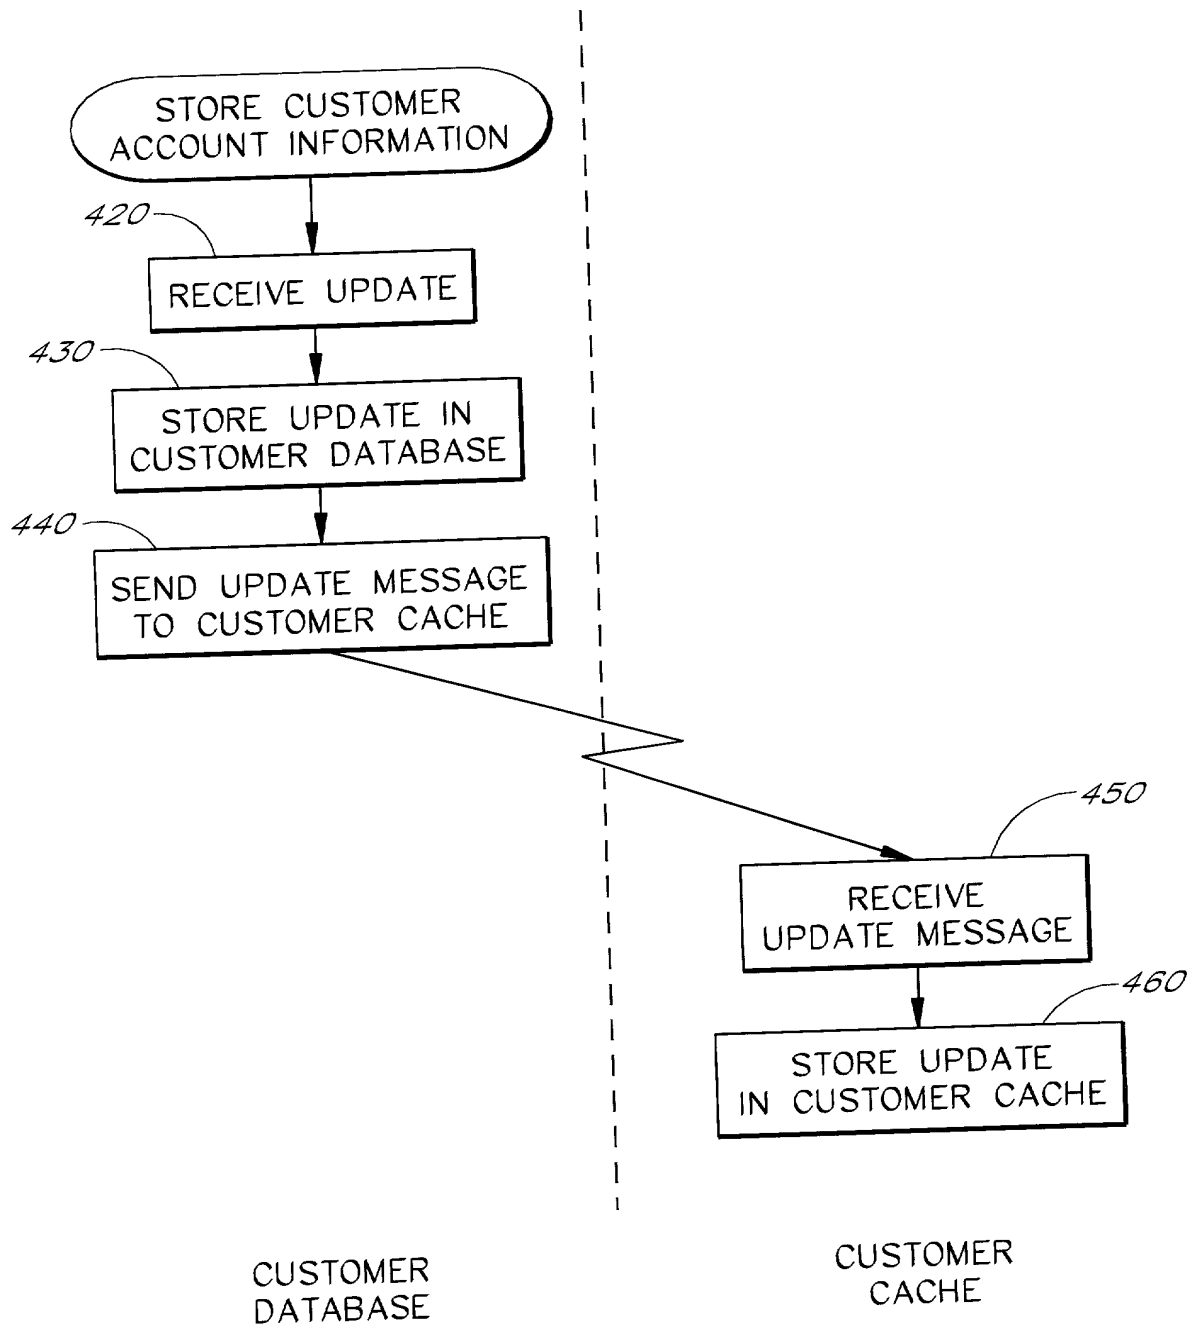 STORE CUSTOMER
ACCOUNT INFORMATION
420
RECEIVE UPDATE
430
STORE UPDATE IN
CUSTOMER DATABASE
440
SEND UPDATE MESSAGE
TO CUSTOMER CACHE
450
RECEIVE
UPDATE MESSAGE
460
STORE UPDATE
IN CUSTOMER CACHE
CUSTOMER
DATABASE
CUSTOMER
CACHE